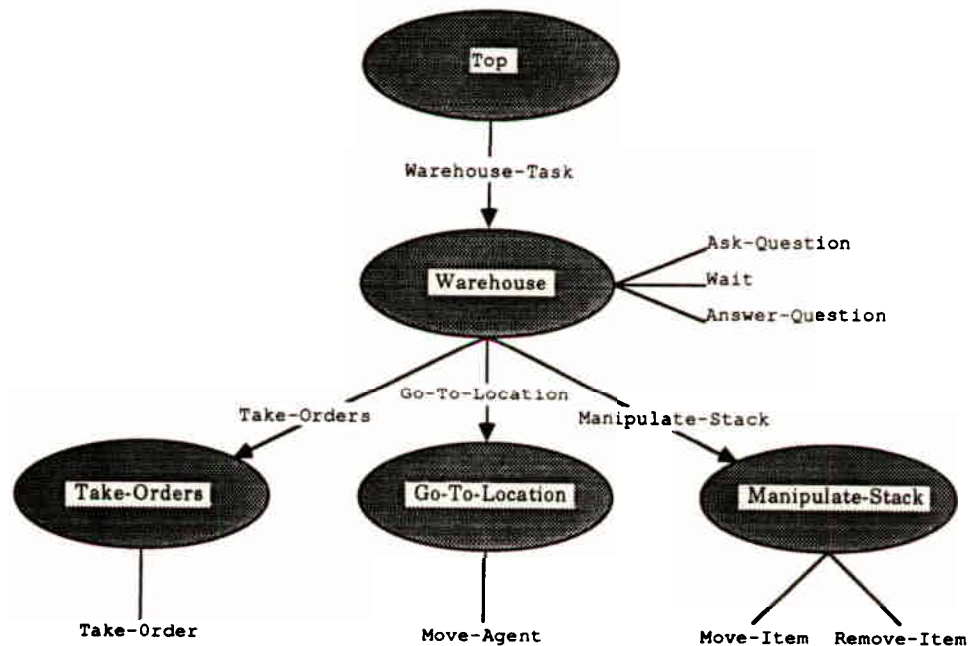 Top
Warehouse-Task
Warehouse
Ask-Question
Wait
Answer-Question
Take-Orders
Go-To-Location
Manipulate-Stack
Take-Orders
Go-To-Location
Manipulate-Stack
Take-Order
Move-Agent
Move-Item
Remove-Item